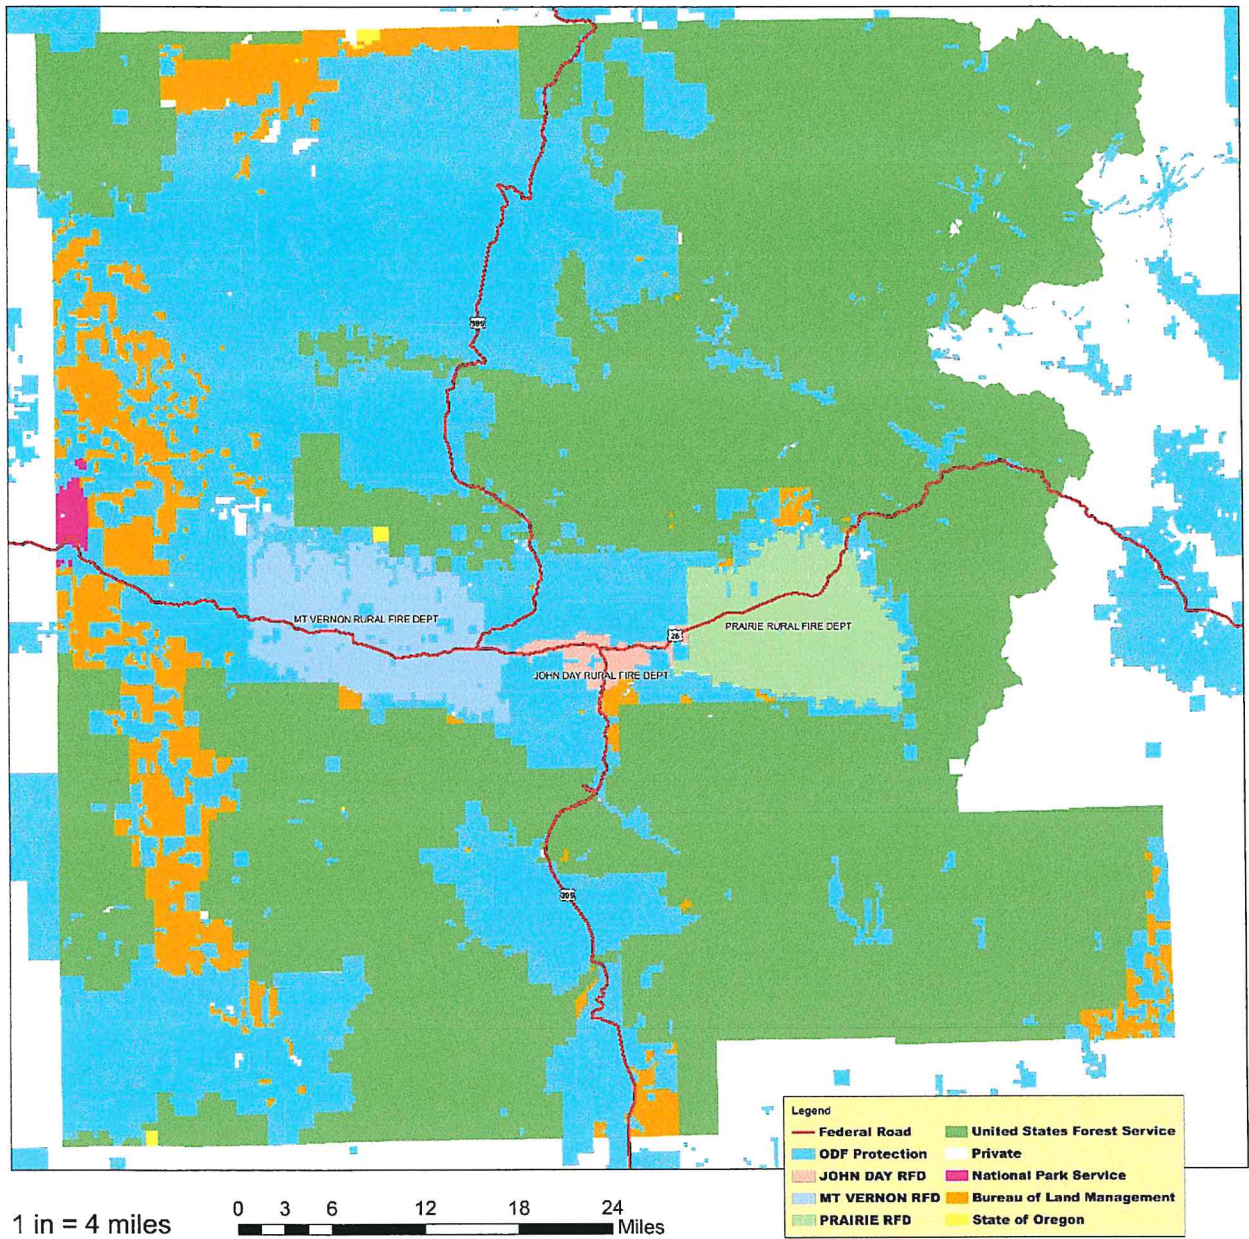 395
MT VERNON RURAL FIRE DEPT
26
PRAIRIE RURAL FIRE DEPT
JOHN DAY RURAL FIRE DEPT
395
Legend
Federal Road
United States Forest Service
ODF Protection
Private
JOHN DAY RFD
National Park Service
MT VERNON RFD
Bureau of Land Management
PRAIRIE RFD
State of Oregon
1 in = 4 miles
0 3 6 12 18 24
Miles